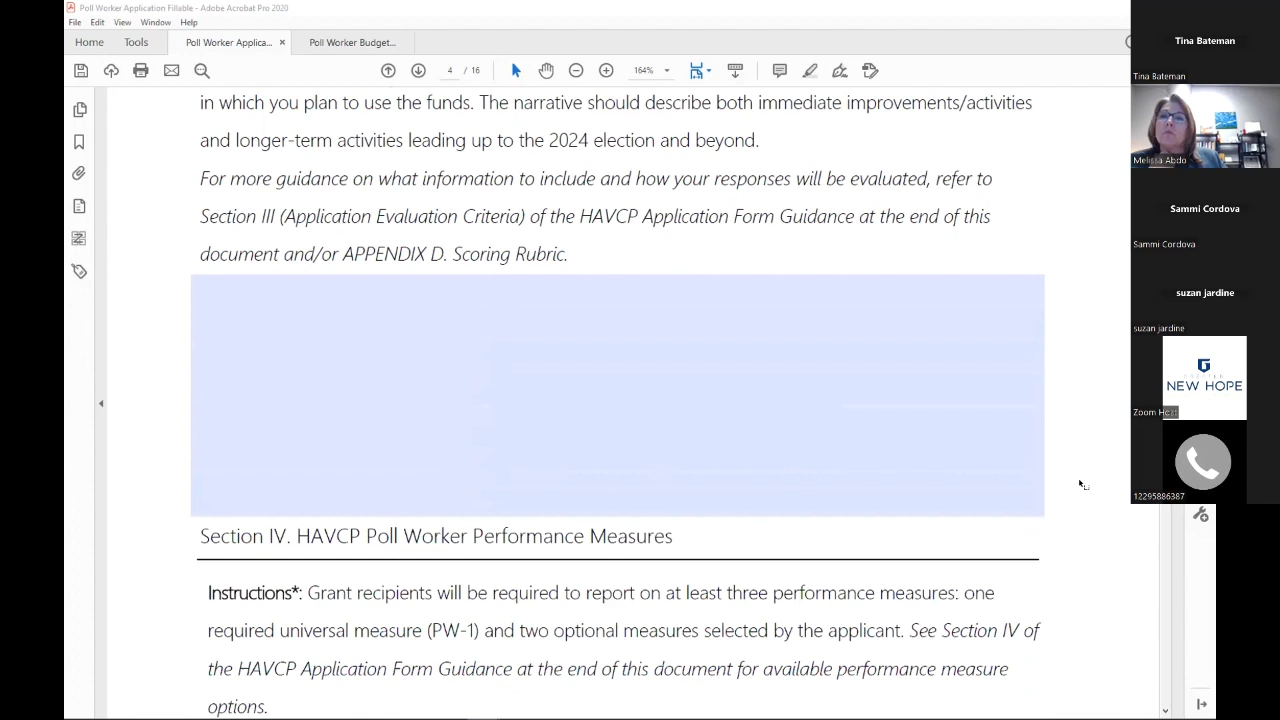 Poll Worker Application Fillable - Adobe Acrobat Pro 2020
File Edit View Window Help
Home Tools Poll Worker Applica... × Poll Worker Budget...
4 / 16 164%
in which you plan to use the funds. The narrative should describe both immediate improvements/activities
and longer-term activities leading up to the 2024 election and beyond.
For more guidance on what information to include and how your responses will be evaluated, refer to
Section III (Application Evaluation Criteria) of the HAVCP Application Form Guidance at the end of this
document and/or APPENDIX D. Scoring Rubric.
Section IV. HAVCP Poll Worker Performance Measures
Instructions*: Grant recipients will be required to report on at least three performance measures: one
required universal measure (PW-1) and two optional measures selected by the applicant. See Section IV of
the HAVCP Application Form Guidance at the end of this document for available performance measure
options.
Tina Bateman
Tina Bateman
Melissa Abdo
Sammi Cordova
Sammi Cordova
suzan jardine
suzan jardine
NEW HOPE
Zoom
12295886387